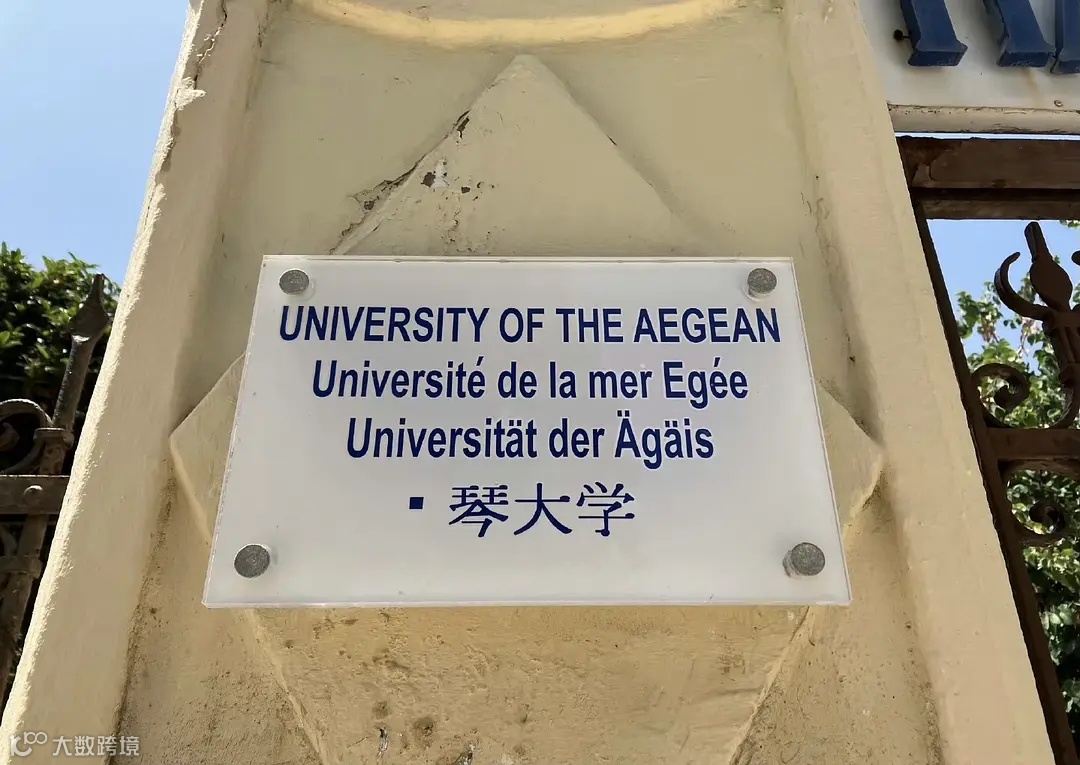 UNIVERSITY OF THE AEGEAN
Université de la mer Egée
Universität der Ägäis
▪琴大学
大数跨境